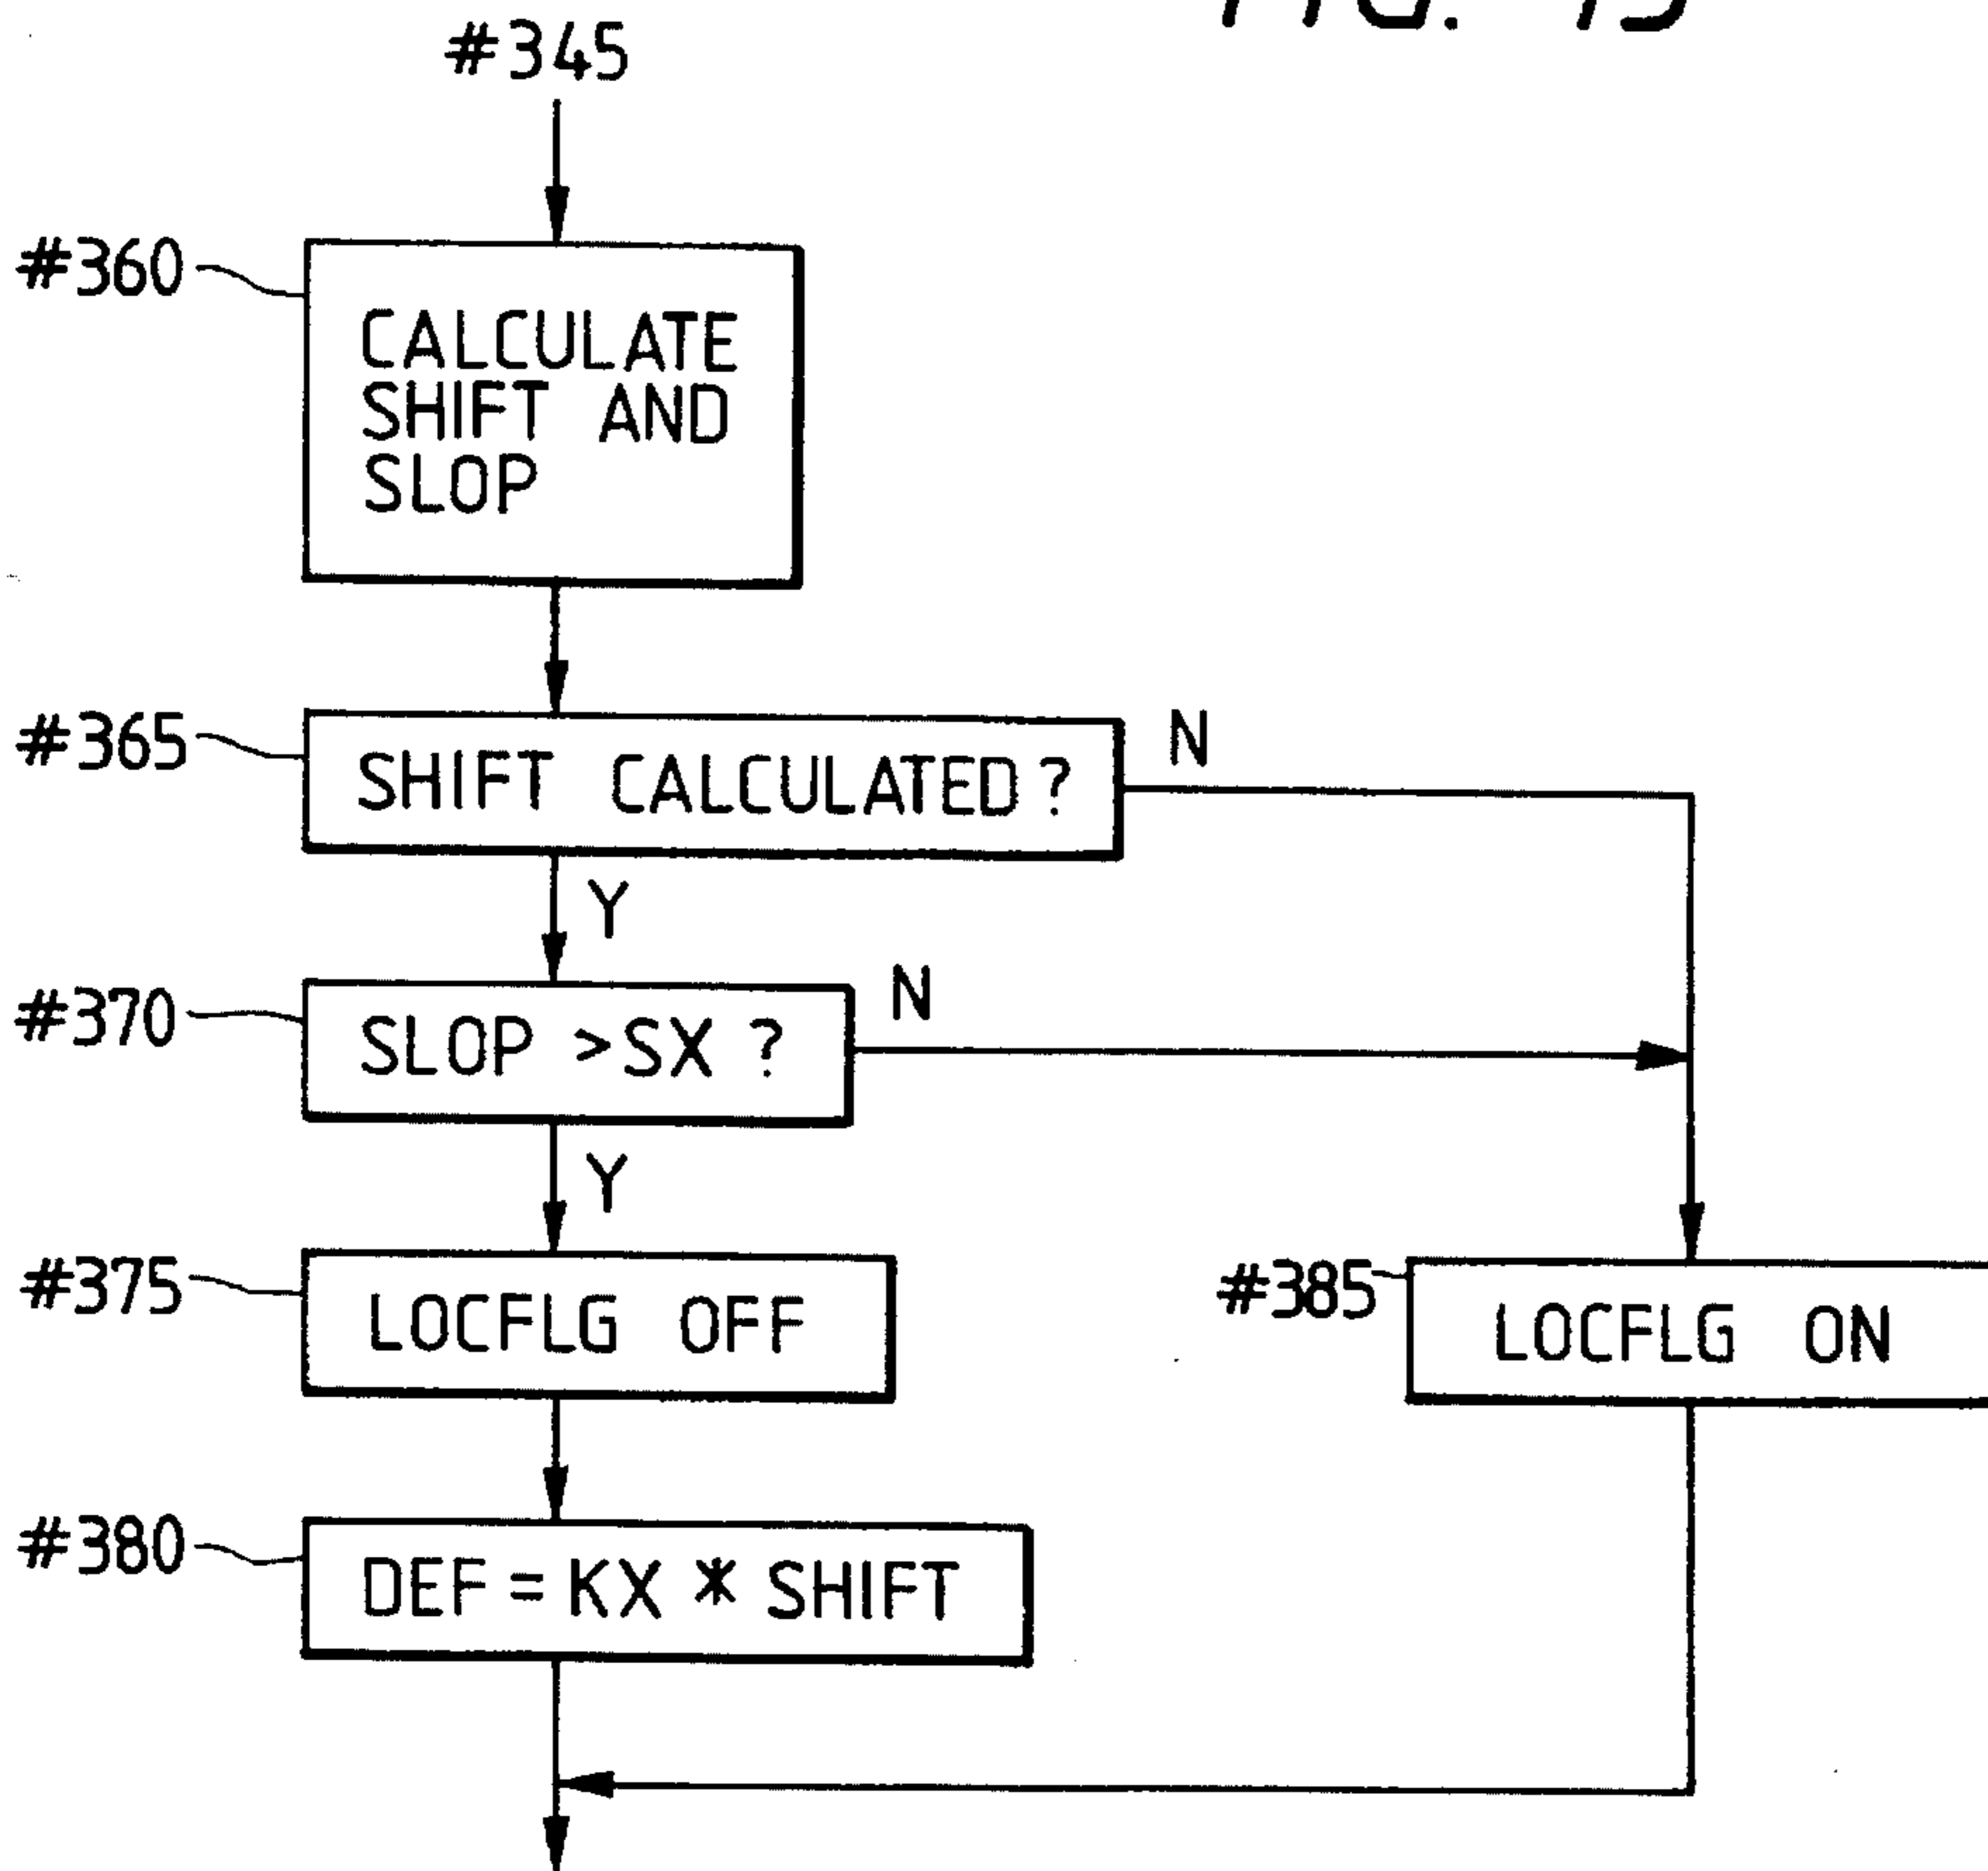 #345
#360
CALCULATE
SHIFT AND
SLOP
#365
SHIFT CALCULATED ?
N
Y
#370
SLOP >SX ?
N
Y
#375
LOCFLG OFF
#385
LOCFLG ON
#380
DEF = KX * SHIFT